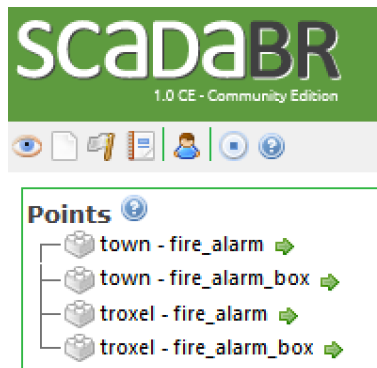 scadaBR
1.0 CE - Community Edition
Points
town - fire_alarm
town - fire_alarm_box
troxel - fire_alarm
troxel - fire_alarm_box